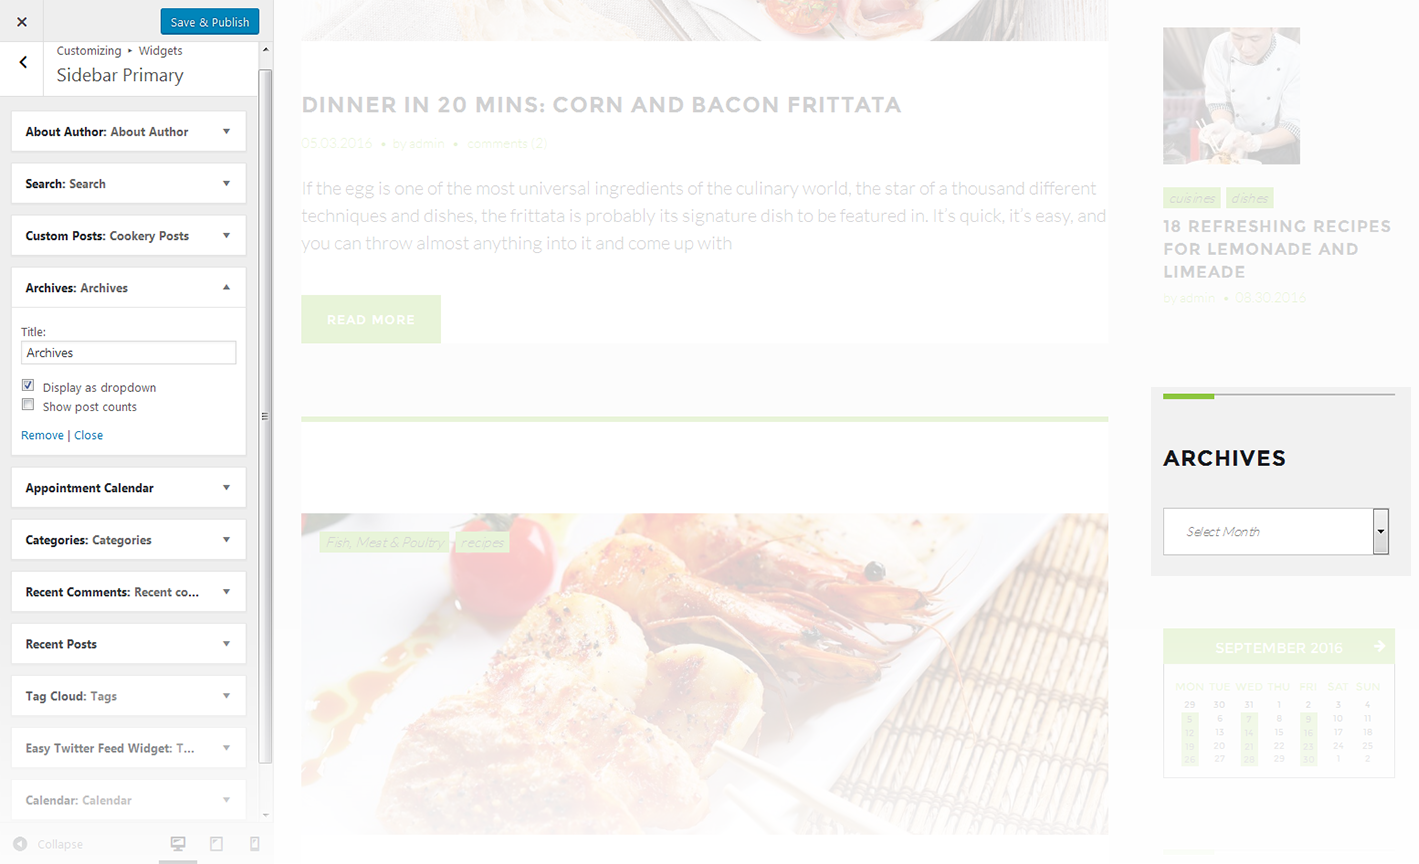 Save & Publish
Customizing ▸ Widgets
Sidebar Primary
About Author: About Author
Search: Search
Custom Posts: Cookery Posts
Archives: Archives
Title:
Archives
Display as dropdown
Show post counts
Remove | Close
Appointment Calendar
Categories: Categories
Recent Comments: Recent co...
Recent Posts
Tag Cloud: Tags
Easy Twitter Feed Widget: T...
Calendar: Calendar
Collapse
DINNER IN 20 MINS: CORN AND BACON FRITTATA
05.03.2016 • by admin • comments (2)
If the egg is one of the most universal ingredients of the culinary world, the star of a thousand different
techniques and dishes, the frittata is probably its signature dish to be featured in. It's quick, it's easy, and
you can throw almost anything into it and come up with
READ MORE
Fish, Meat & Poultry recipes
cuisines dishes
18 REFRESHING RECIPES
FOR LEMONADE AND
LIMEADE
by admin • 03.30.2016
ARCHIVES
Select Month
SEPTEMBER 2016
MON TUE WED THU FRI SAT SUN
29 30 31 1 2 3 4
5 6 7 8 9 10 11
12 13 14 15 16 17 18
19 20 21 22 23 24 25
26 27 28 29 30 1 2